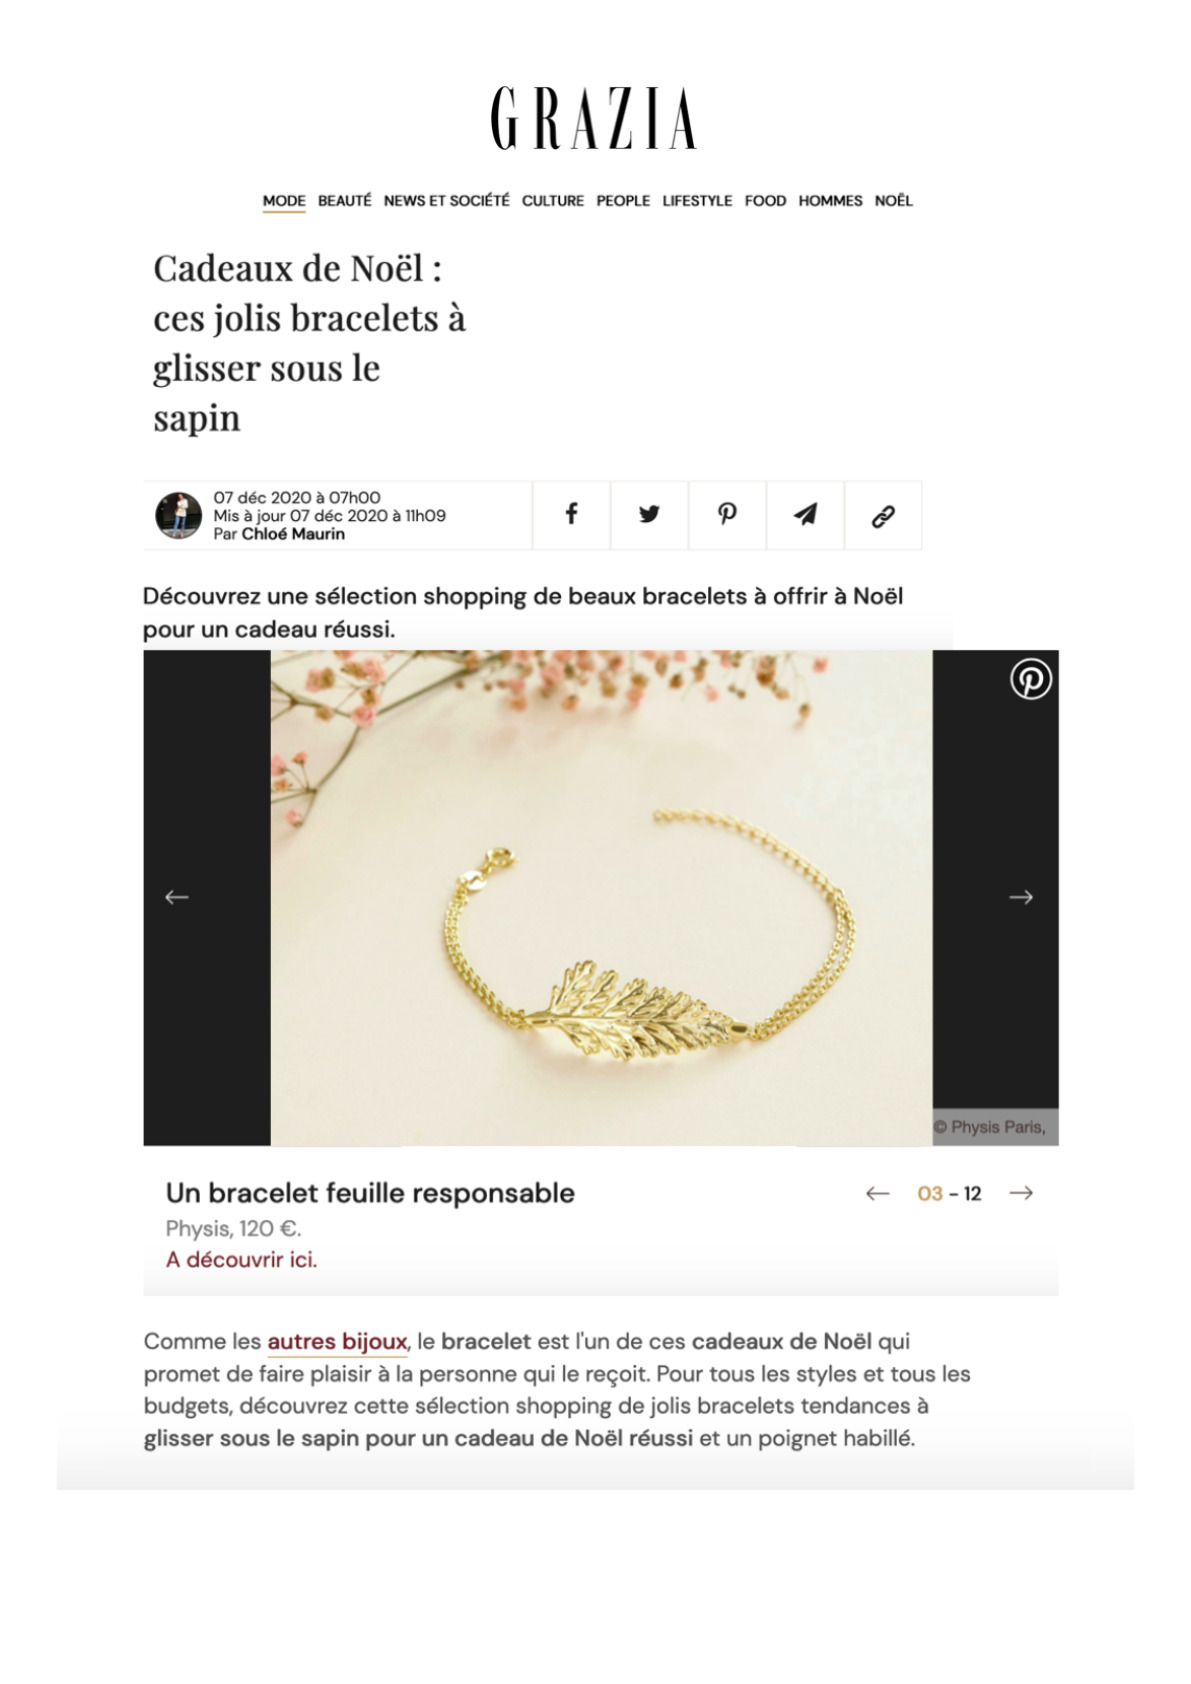 GRAZIA
MODE BEAUTÉ NEWS ET SOCIÉTÉ CULTURE PEOPLE LIFESTYLE FOOD HOMMES NOËL
Cadeaux de Noël :
ces jolis bracelets à
glisser sous le
sapin
07 déc 2020 à 07h00
Mis à jour 07 déc 2020 à 11h09
Par Chloé Maurin
Découvrez une sélection shopping de beaux bracelets à offrir à Noël
pour un cadeau réussi.
© Physis Paris,
Un bracelet feuille responsable
03 - 12
Physis, 120 €.
A découvrir ici.
Comme les autres bijoux, le bracelet est l'un de ces cadeaux de Noël qui
promet de faire plaisir à la personne qui le reçoit. Pour tous les styles et tous les
budgets, découvrez cette sélection shopping de jolis bracelets tendances à
glisser sous le sapin pour un cadeau de Noël réussi et un poignet habillé.